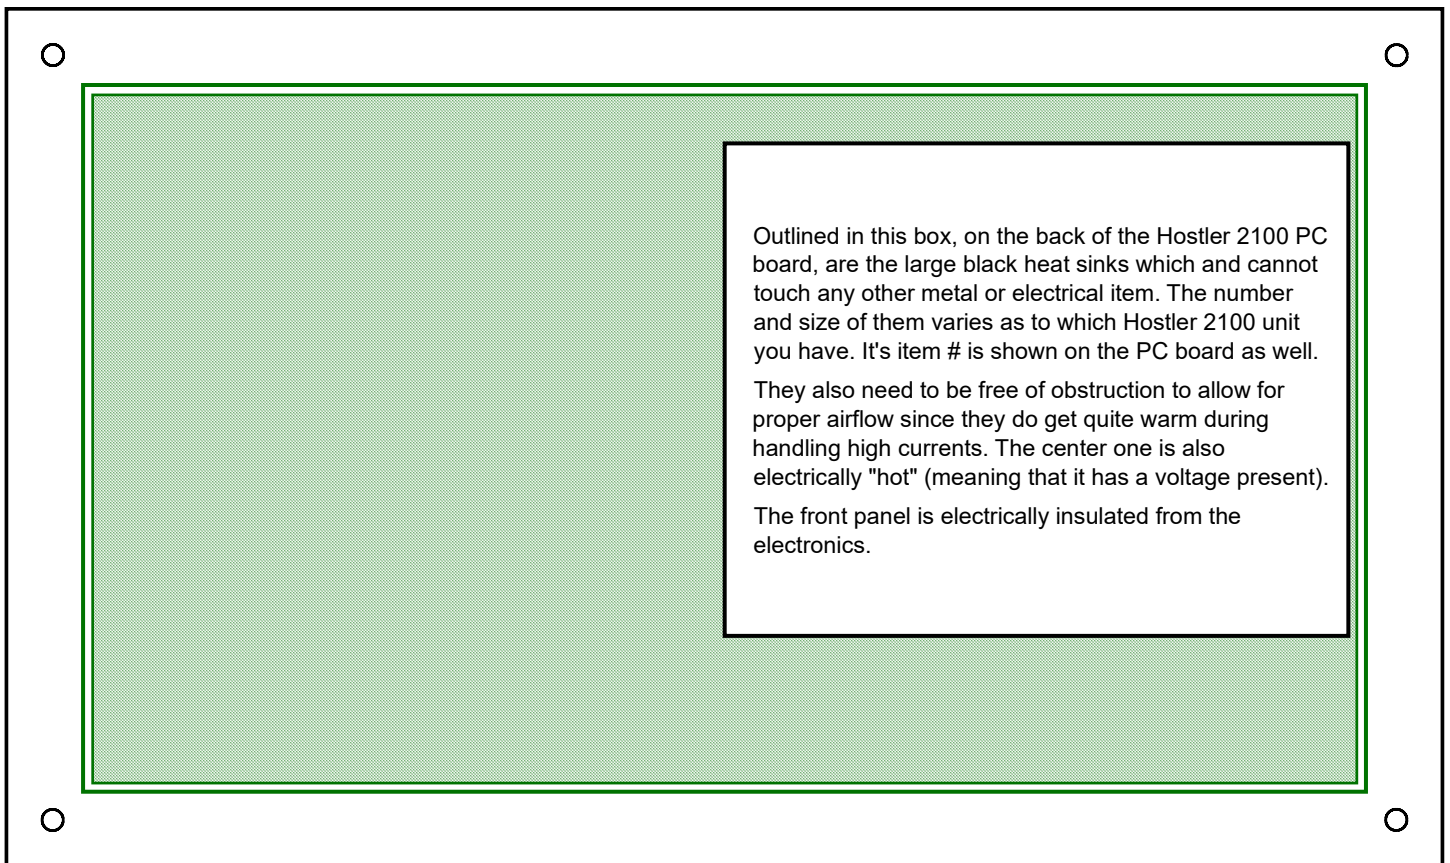 Outlined in this box, on the back of the Hostler 2100 PC
board, are the large black heat sinks which and cannot
touch any other metal or electrical item. The number
and size of them varies as to which Hostler 2100 unit
you have. It's item # is shown on the PC board as well.
They also need to be free of obstruction to allow for
proper airflow since they do get quite warm during
handling high currents. The center one is also
electrically "hot" (meaning that it has a voltage present).
The front panel is electrically insulated from the
electronics.